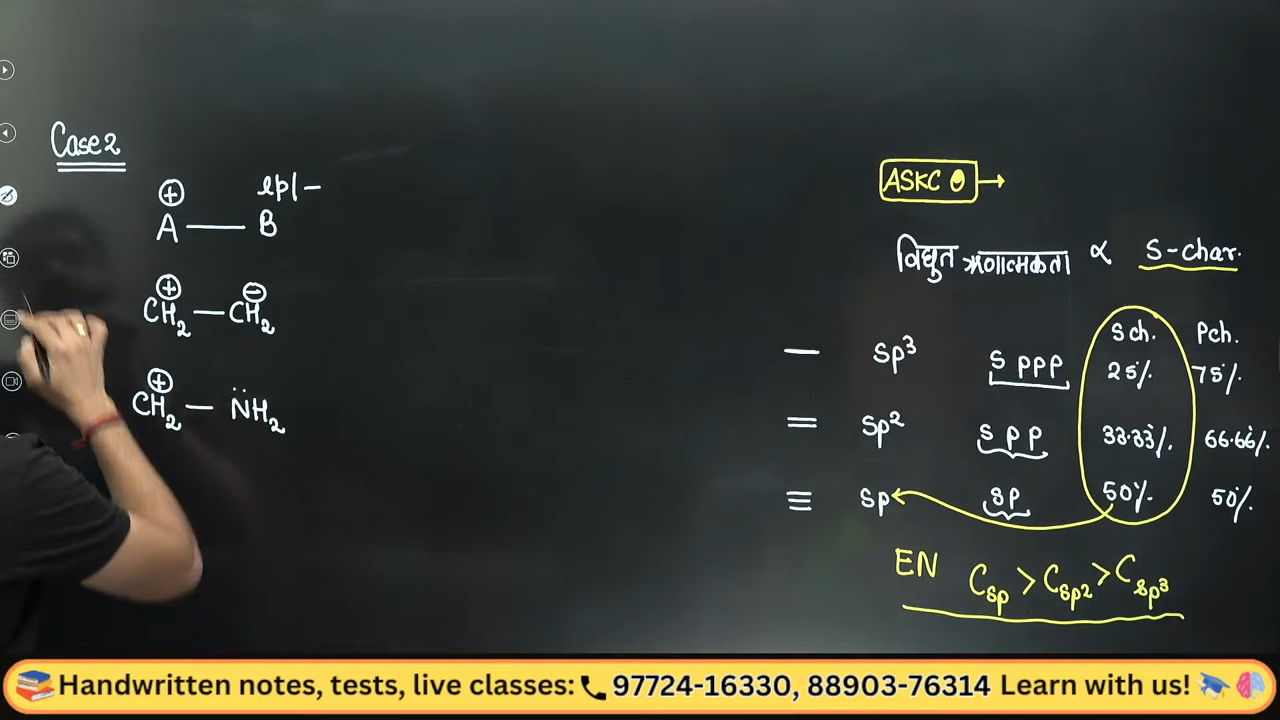 Case 2
⊕ lp/−
A — B
⊕ ⊖
CH2 — CH2
⊕ ..
CH2 — NH2
ASKC →
विद्युत ऋणात्मकता ∝ S-char.
S ch. P ch.
— sp³ s ppp 25% 75%
= sp² s p p 33.33% 66.66%
≡ sp sp 50% 50%
EN Csp > Csp2 > Csp3
Handwritten notes, tests, live classes: 97724-16330, 88903-76314 Learn with us!